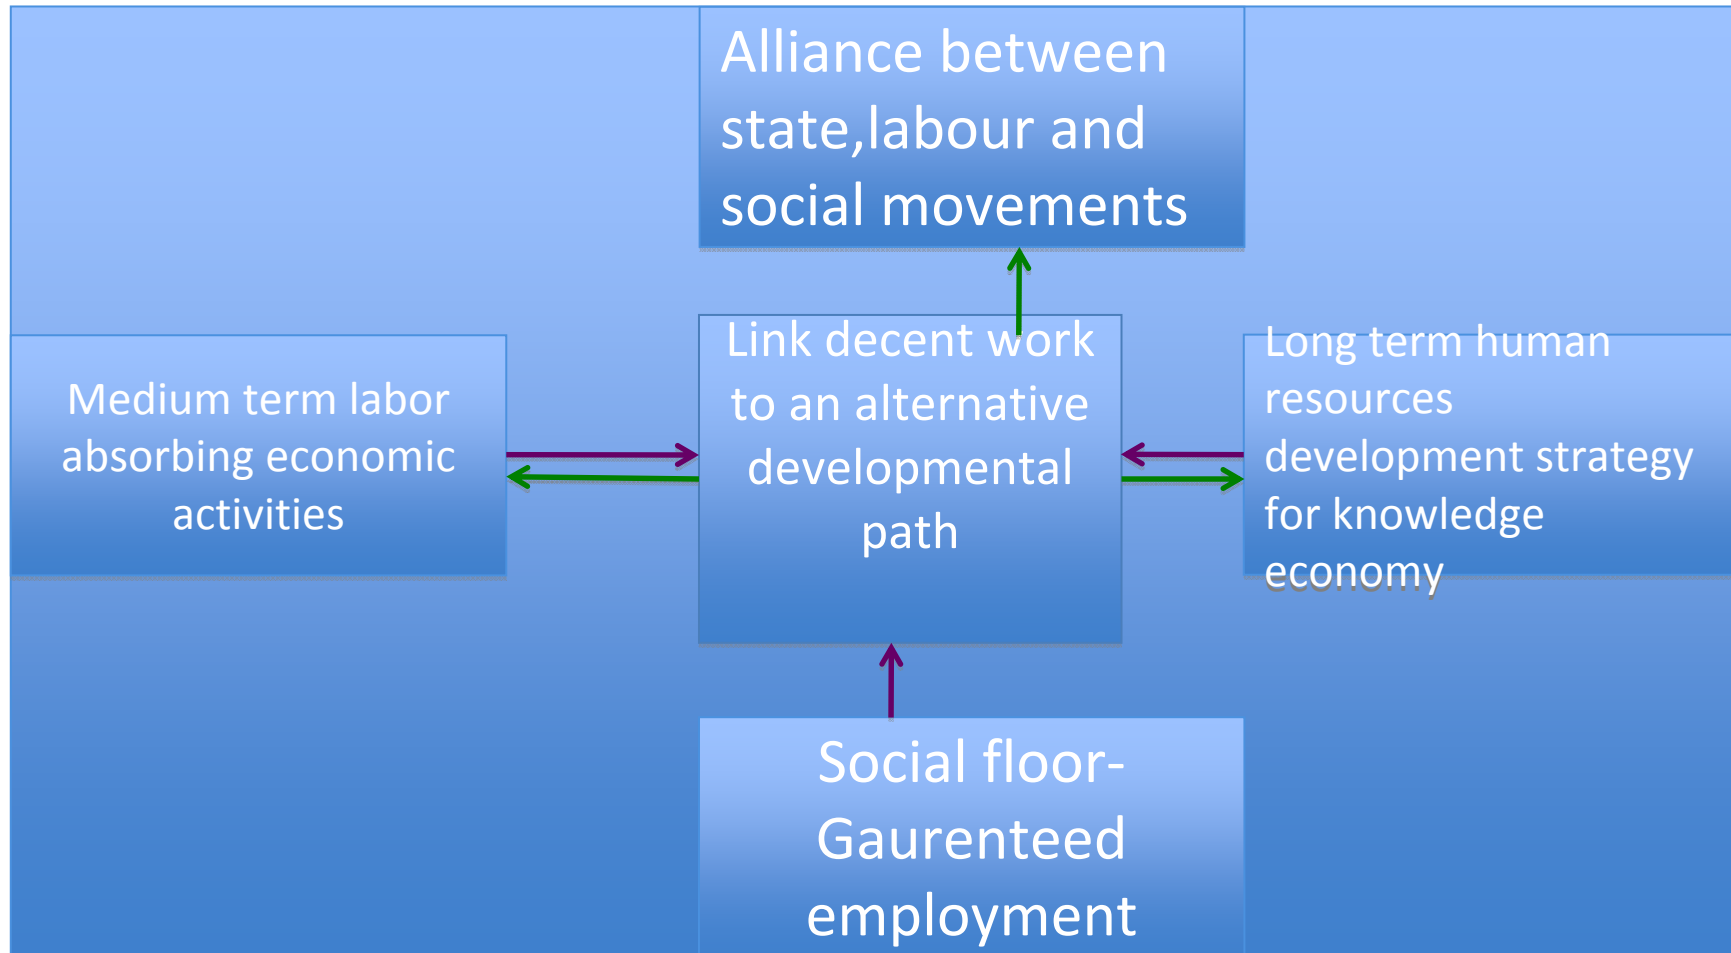 Alliance between
state,labour and
social movements
Medium term labor
absorbing economic
activities
Link decent work
to an alternative
developmental
path
Long term human
resources
development strategy
for knowledge
economy
Social floor-
Gaurenteed
employment